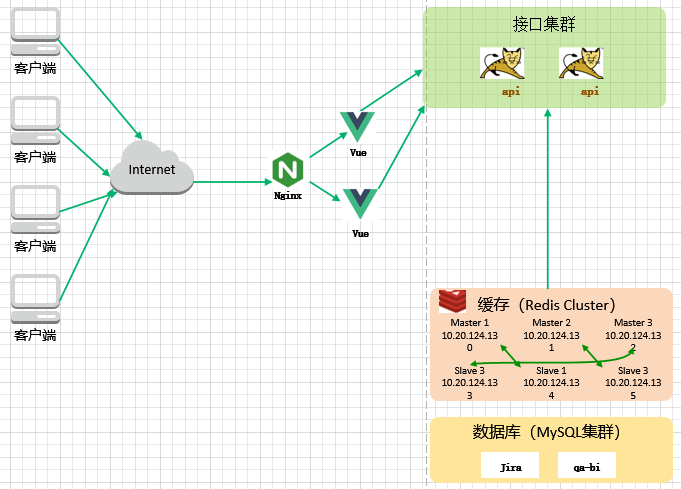 客户端
客户端
客户端
客户端
Internet
N
Nginx
Vue
Vue
接口集群
api
api
缓存（Redis Cluster）
Master 1
10.20.124.13
0
Master 2
10.20.124.13
1
Master 3
10.20.124.13
2
Slave 3
10.20.124.13
3
Slave 1
10.20.124.13
4
Slave 3
10.20.124.13
5
数据库（MySQL集群）
Jira
qa-bi